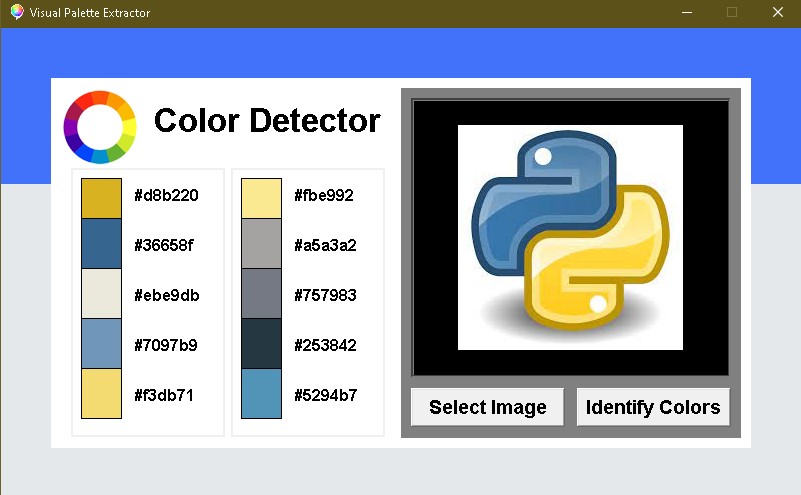 Visual Palette Extractor
Color Detector
#d8b220
#36658f
#ebe9db
#7097b9
#f3db71
#fbe992
#a5a3a2
#757983
#253842
#5294b7
Select Image
Identify Colors